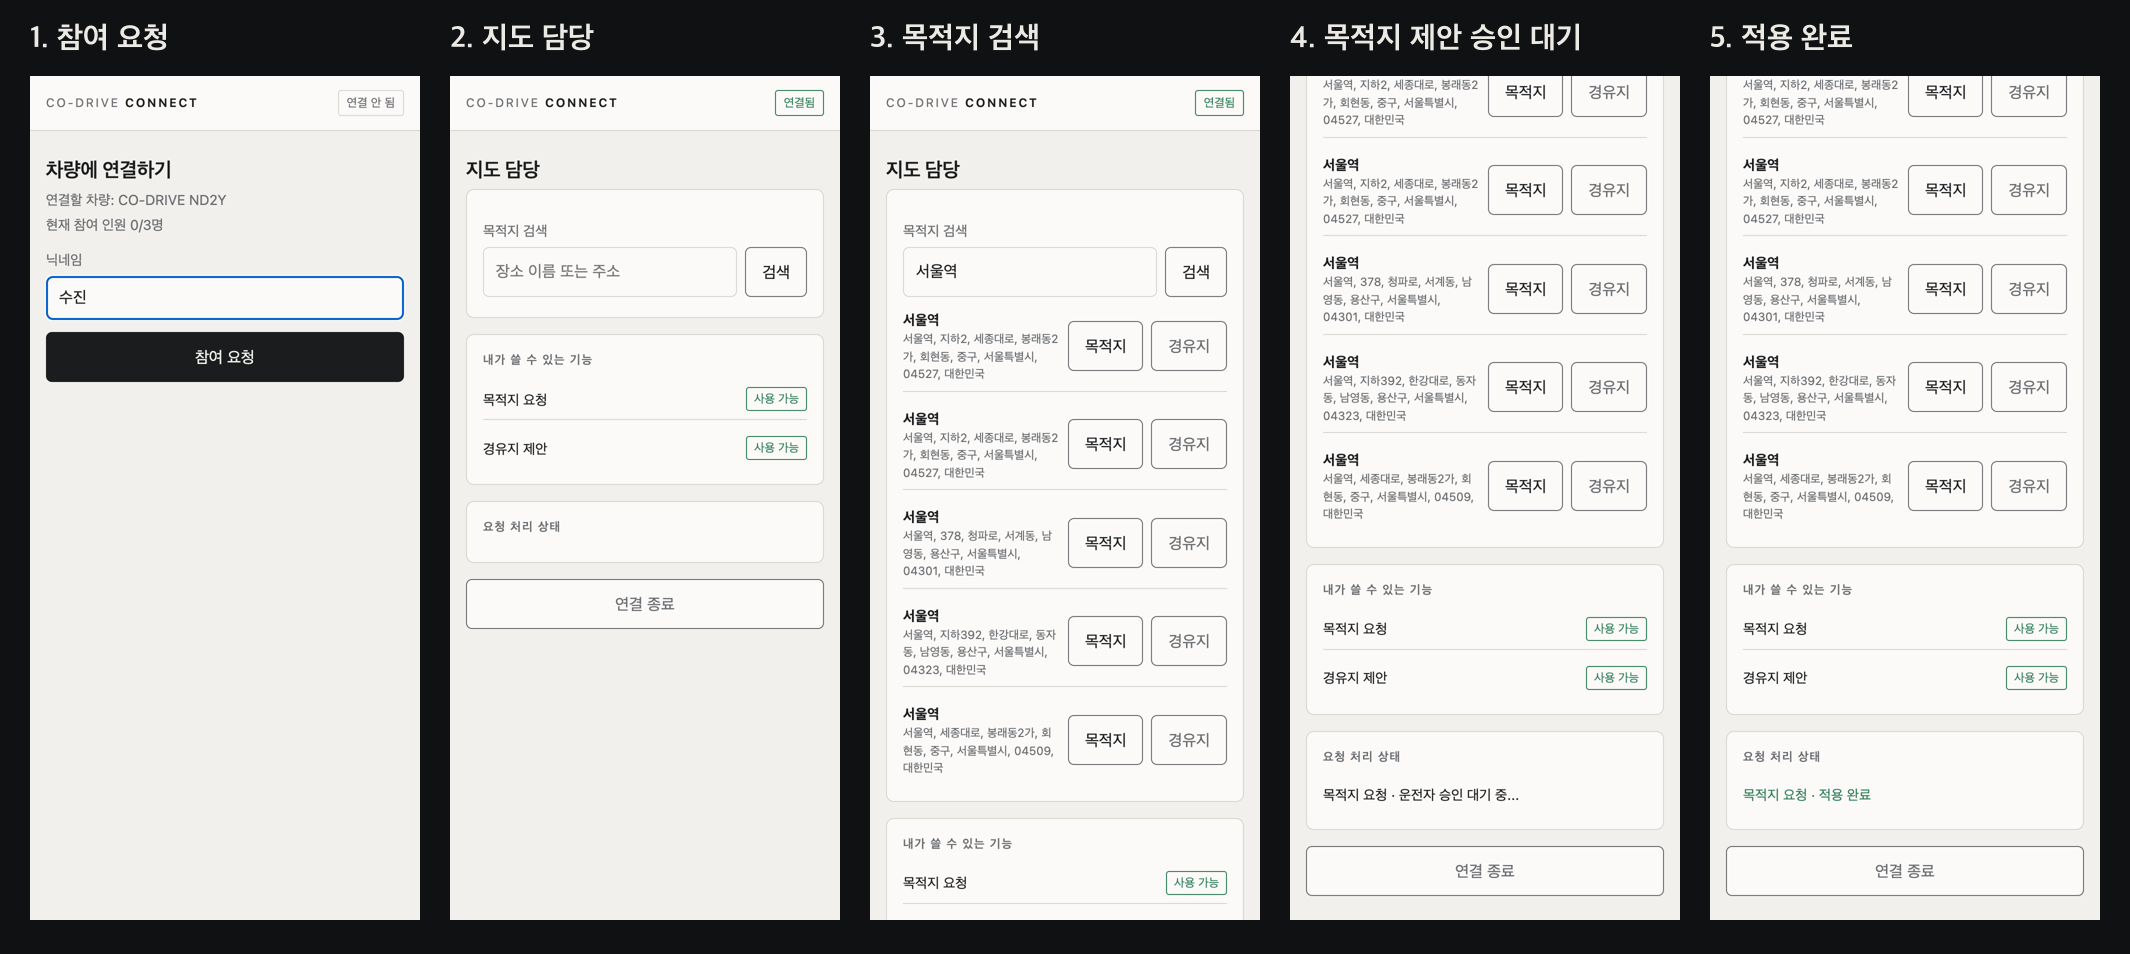 1. 참여 요청
CO-DRIVE CONNECT
연결 안 됨
차량에 연결하기
연결할 차량: CO-DRIVE ND2Y
현재 참여 인원 0/3명
닉네임
수진
참여 요청
2. 지도 담당
CO-DRIVE CONNECT
연결됨
지도 담당
목적지 검색
장소 이름 또는 주소
검색
내가 쓸 수 있는 기능
목적지 요청
사용 가능
경유지 제안
사용 가능
요청 처리 상태
연결 종료
3. 목적지 검색
CO-DRIVE CONNECT
연결됨
지도 담당
목적지 검색
서울역
검색
서울역
서울역, 지하2, 세종대로, 봉래동2
가, 회현동, 중구, 서울특별시,
04527, 대한민국
목적지
경유지
서울역
서울역, 지하2, 세종대로, 봉래동2
가, 회현동, 중구, 서울특별시,
04527, 대한민국
목적지
경유지
서울역
서울역, 378, 청파로, 서계동, 남
영동, 용산구, 서울특별시,
04301, 대한민국
목적지
경유지
서울역
서울역, 지하392, 한강대로, 동자
동, 남영동, 용산구, 서울특별시,
04323, 대한민국
목적지
경유지
서울역
서울역, 세종대로, 봉래동2가, 회
현동, 중구, 서울특별시, 04509,
대한민국
목적지
경유지
내가 쓸 수 있는 기능
목적지 요청
사용 가능
4. 목적지 제안 승인 대기
서울역, 지하2, 세종대로, 봉래동2
가, 회현동, 중구, 서울특별시,
04527, 대한민국
목적지
경유지
서울역
서울역, 지하2, 세종대로, 봉래동2
가, 회현동, 중구, 서울특별시,
04527, 대한민국
목적지
경유지
서울역
서울역, 378, 청파로, 서계동, 남
영동, 용산구, 서울특별시,
04301, 대한민국
목적지
경유지
서울역
서울역, 지하392, 한강대로, 동자
동, 남영동, 용산구, 서울특별시,
04323, 대한민국
목적지
경유지
서울역
서울역, 세종대로, 봉래동2가, 회
현동, 중구, 서울특별시, 04509,
대한민국
목적지
경유지
내가 쓸 수 있는 기능
목적지 요청
사용 가능
경유지 제안
사용 가능
요청 처리 상태
목적지 요청 · 운전자 승인 대기 중...
연결 종료
5. 적용 완료
서울역, 지하2, 세종대로, 봉래동2
가, 회현동, 중구, 서울특별시,
04527, 대한민국
목적지
경유지
서울역
서울역, 지하2, 세종대로, 봉래동2
가, 회현동, 중구, 서울특별시,
04527, 대한민국
목적지
경유지
서울역
서울역, 378, 청파로, 서계동, 남
영동, 용산구, 서울특별시,
04301, 대한민국
목적지
경유지
서울역
서울역, 지하392, 한강대로, 동자
동, 남영동, 용산구, 서울특별시,
04323, 대한민국
목적지
경유지
서울역
서울역, 세종대로, 봉래동2가, 회
현동, 중구, 서울특별시, 04509,
대한민국
목적지
경유지
내가 쓸 수 있는 기능
목적지 요청
사용 가능
경유지 제안
사용 가능
요청 처리 상태
목적지 요청 · 적용 완료
연결 종료